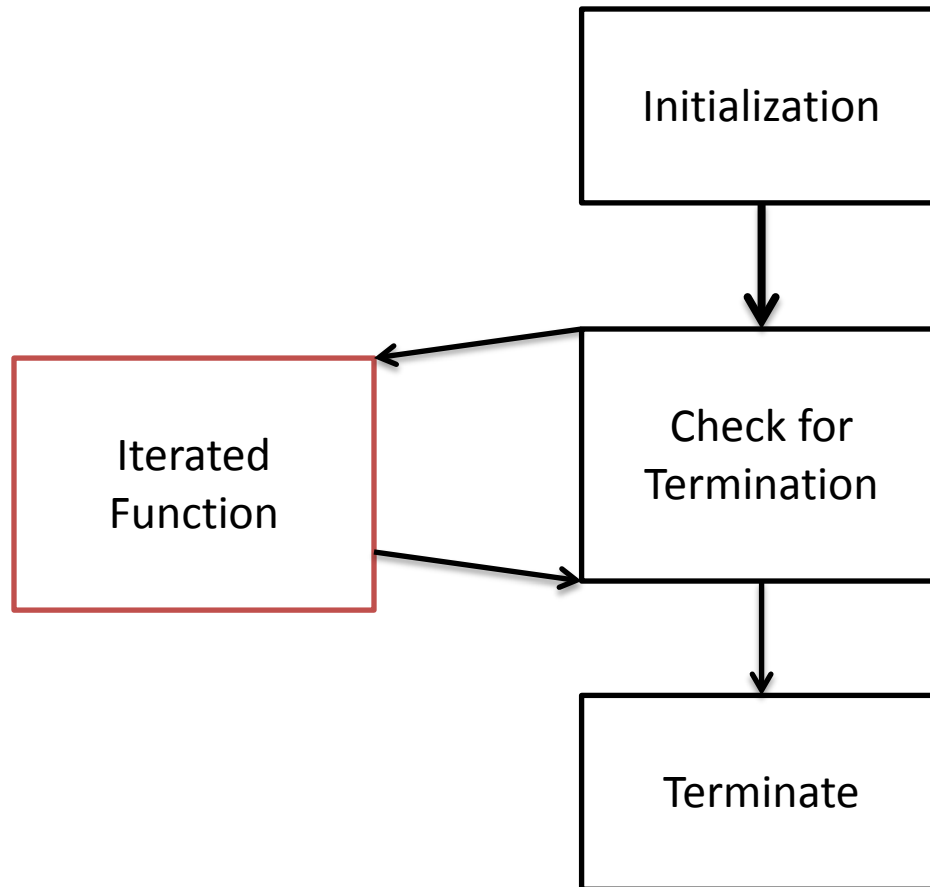 Initialization
Check for
Termination
Iterated
Function
Terminate